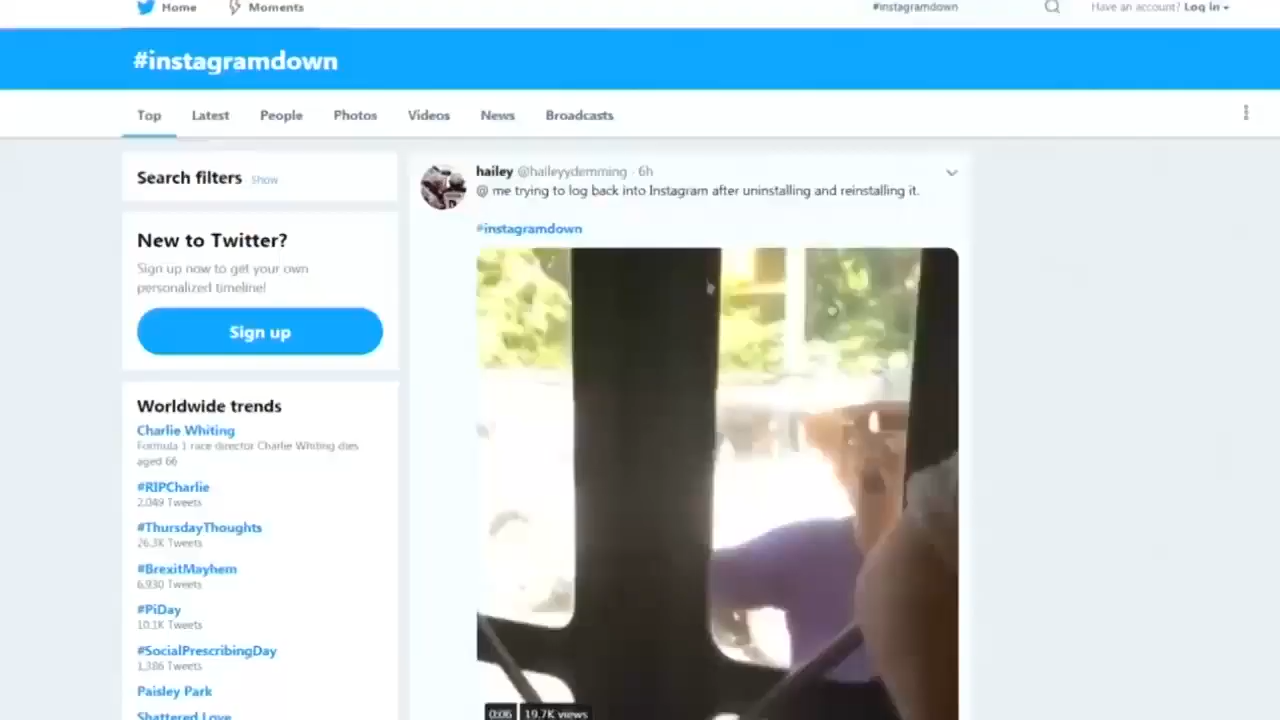 Home Moments #instagramdown Have an account? Log in
#instagramdown
Top Latest People Photos Videos News Broadcasts
Search filters · Show
New to Twitter?
Sign up now to get your own
personalized timeline!
Sign up
Worldwide trends
Charlie Whiting
Formula 1 race director Charlie Whiting dies
aged 66
#RIPCharlie
2,049 Tweets
#ThursdayThoughts
26.3K Tweets
#BrexitMayhem
6,930 Tweets
#PiDay
10.1K Tweets
#SocialPrescribingDay
1,386 Tweets
Paisley Park
Shattered Love
hailey @haileyydemming · 6h
@ me trying to log back into Instagram after uninstalling and reinstalling it.
#instagramdown
0:06 19.7K views